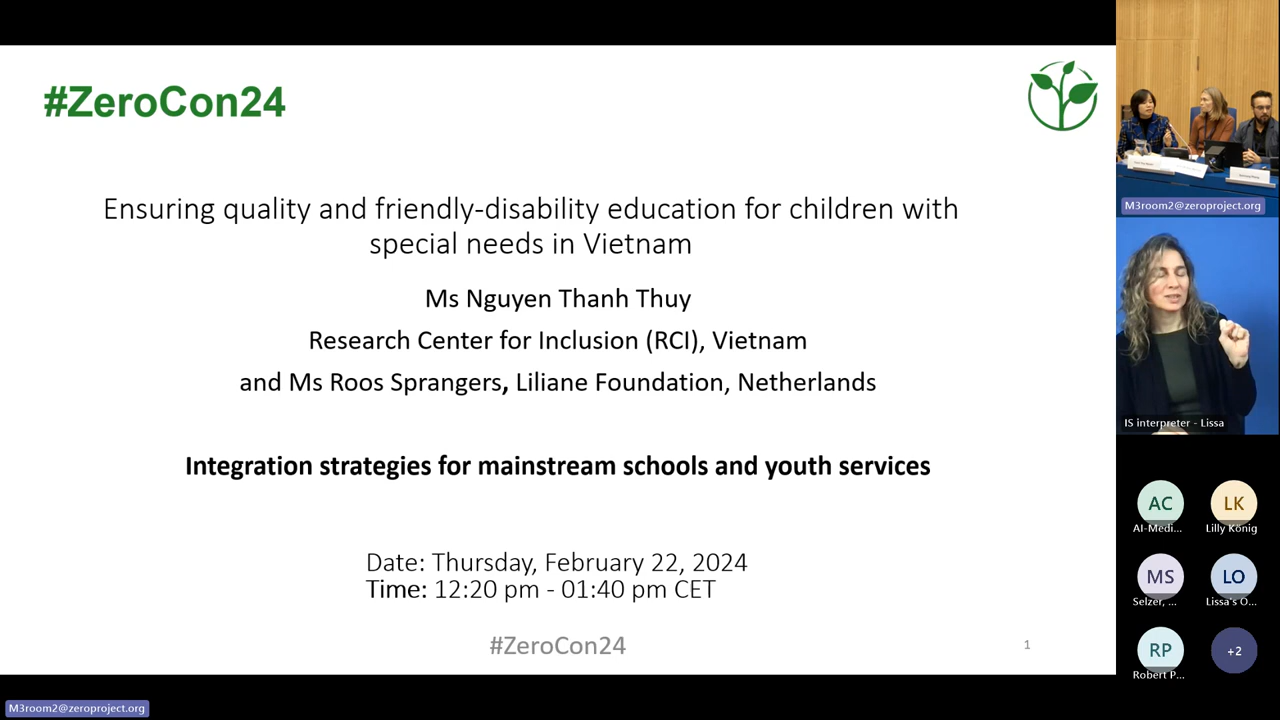 #ZeroCon24
Ensuring quality and friendly-disability education for children with
special needs in Vietnam
Ms Nguyen Thanh Thuy
Research Center for Inclusion (RCI), Vietnam
and Ms Roos Sprangers, Liliane Foundation, Netherlands
Integration strategies for mainstream schools and youth services
Date: Thursday, February 22, 2024
Time: 12:20 pm - 01:40 pm CET
#ZeroCon24
1
M3room2@zeroproject.org
M3room2@zeroproject.org
IS interpreter - Lissa
AC
AI-Medi...
LK
Lilly König
MS
Selzer, ...
LO
Lissa's O...
RP
Robert P...
+2